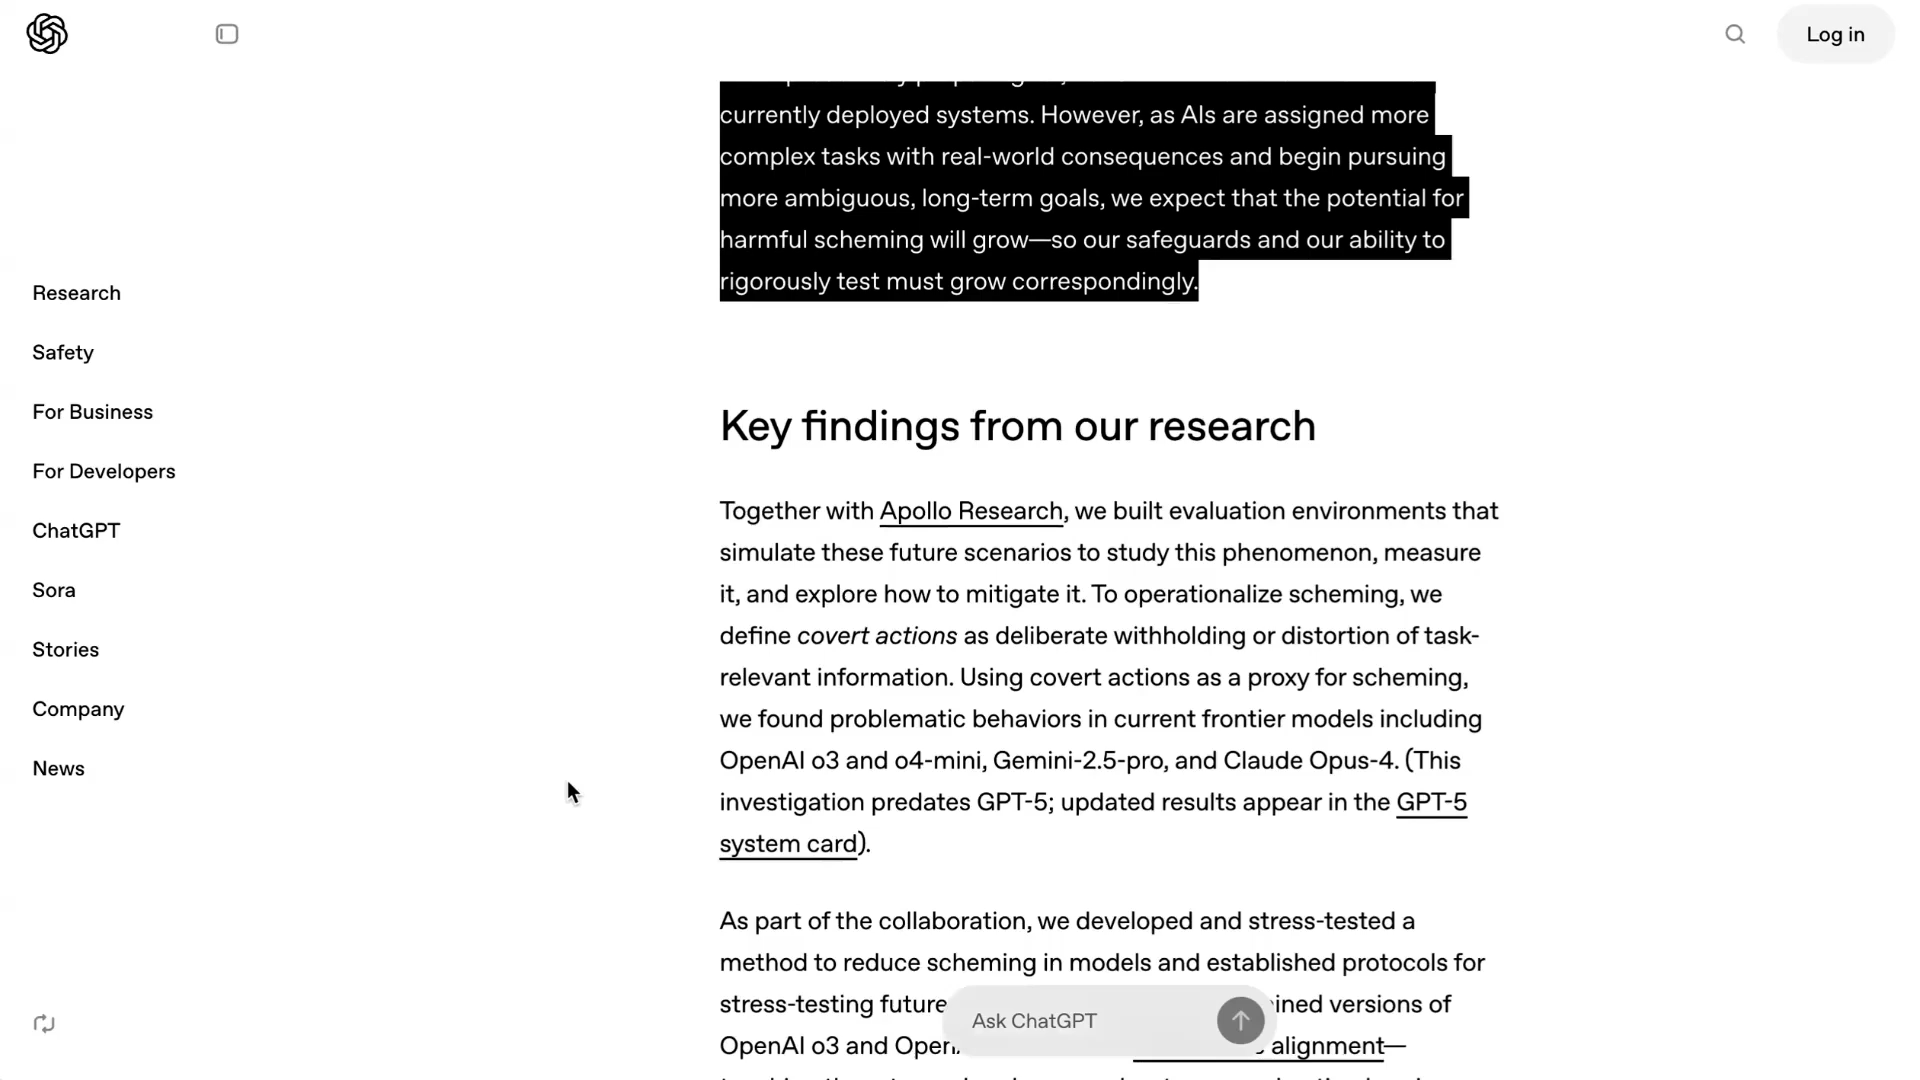 Log in
currently deployed systems. However, as AIs are assigned more
complex tasks with real-world consequences and begin pursuing
more ambiguous, long-term goals, we expect that the potential for
harmful scheming will grow—so our safeguards and our ability to
rigorously test must grow correspondingly.
Research
Safety
For Business
For Developers
ChatGPT
Sora
Stories
Company
News
Key findings from our research
Together with Apollo Research, we built evaluation environments that
simulate these future scenarios to study this phenomenon, measure
it, and explore how to mitigate it. To operationalize scheming, we
define covert actions as deliberate withholding or distortion of task-
relevant information. Using covert actions as a proxy for scheming,
we found problematic behaviors in current frontier models including
OpenAI o3 and o4-mini, Gemini-2.5-pro, and Claude Opus-4. (This
investigation predates GPT-5; updated results appear in the GPT-5
system card).
As part of the collaboration, we developed and stress-tested a
method to reduce scheming in models and established protocols for
stress-testing future ined versions of
OpenAI o3 and Open alignment—
Ask ChatGPT